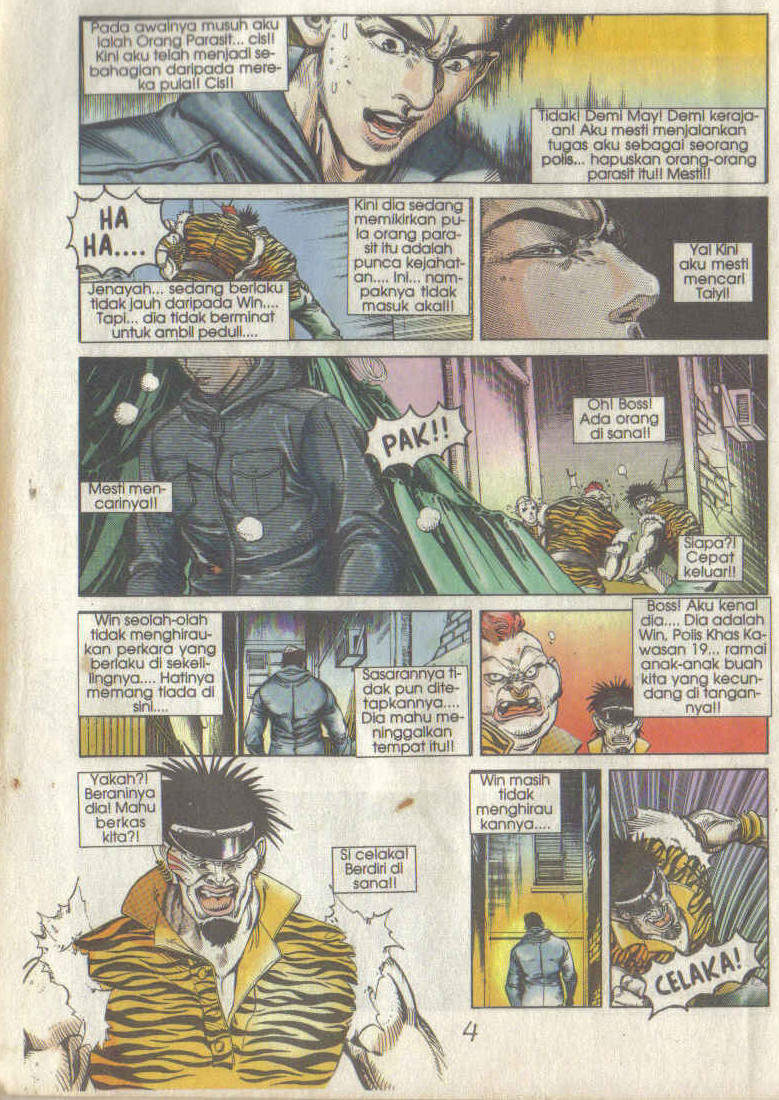 Pada awalnya musuh aku
ialah Orang Parasit... cis!!
Kini aku telah menjadi se-
bahagian daripada mere-
ka pula!! Cis!!
Tidak! Demi May! Demi keraja-
an! Aku mesti menjalankan
tugas aku sebagai seorang
polis... hapuskan orang-orang
parasit itu!! Mesti!!
HA
HA....
Jenayah... sedang berlaku
tidak jauh daripada Win....
Tapi... dia tidak berminat
untuk ambil peduli....
Kini dia sedang
memikirkan pu-
la orang para-
sit itu adalah
punca kejahat-
an.... Ini... nam-
paknya tidak
masuk akal!!
Ya! Kini
aku mesti
mencari
Taiy!!
Mesti men-
carinya!!
PAK!!
Oh! Boss!
Ada orang
di sana!!
Siapa?!
Cepat
keluar!!
Win seolah-olah
tidak menghirau-
kan perkara yang
berlaku di sekeli-
lingnya.... Hatinya
memang tiada di
sini....
Sasarannya ti-
dak pun dite-
tapkannya....
Dia mahu me-
ninggalkan
tempat itu!!
Boss! Aku kenal
dia.... Dia adalah
Win, Polis Khas Ka-
wasan 19... ramai
anak-anak buah
kita yang kecun-
dang di tangan-
nya!!
Yakah?!
Beraninya
dia! Mahu
berkas
kita?!
Si celaka!
Berdiri di
sana!!
Win masih
tidak
menghirau
kannya....
CELAKA!
4